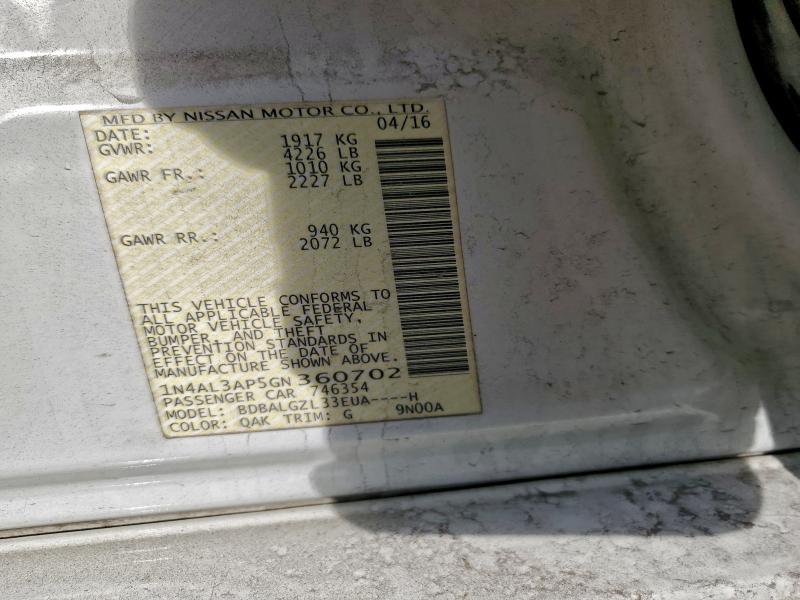 MFD BY NISSAN MOTOR CO., LTD.
DATE: 04/16
GVWR: 1917 KG
4226 LB
GAWR FR.: 1010 KG
2227 LB
GAWR RR.: 940 KG
2072 LB
THIS VEHICLE CONFORMS TO
ALL APPLICABLE FEDERAL
MOTOR VEHICLE SAFETY,
BUMPER, AND THEFT
PREVENTION STANDARDS IN
EFFECT ON THE DATE OF
MANUFACTURE SHOWN ABOVE.
1N4AL3AP5GN360702
PASSENGER CAR 746354
MODEL: BDBALGZL33EUA----H
COLOR: QAK TRIM: G 9N00A